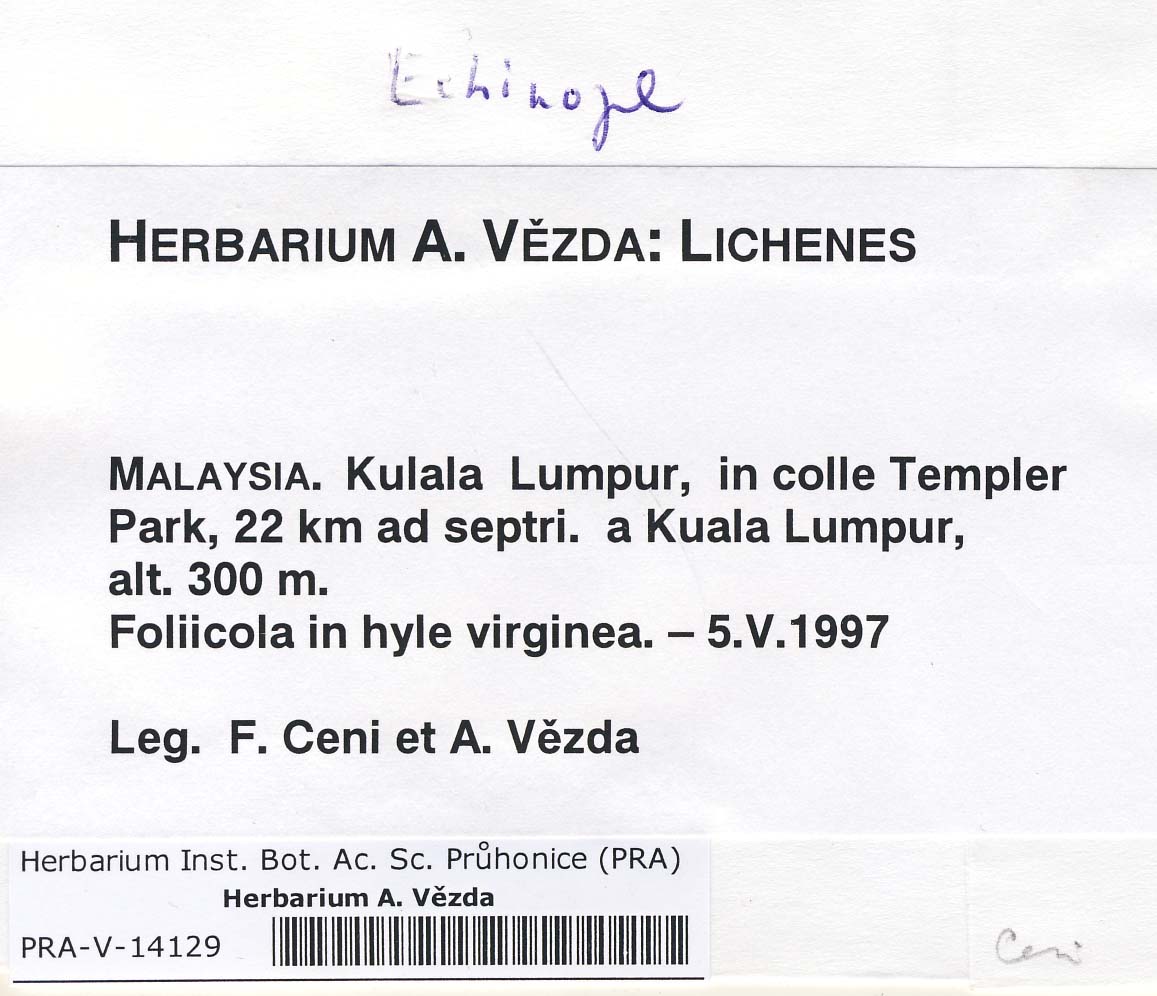 Echinopl
HERBARIUM A. VĚZDA: LICHENES
MALAYSIA. Kulala Lumpur, in colle Templer
Park, 22 km ad septri. a Kuala Lumpur,
alt. 300 m.
Foliicola in hyle virginea. – 5.V.1997
Leg. F. Ceni et A. Vězda
Herbarium Inst. Bot. Ac. Sc. Průhonice (PRA)
Herbarium A. Vězda
PRA-V-14129
Ceni